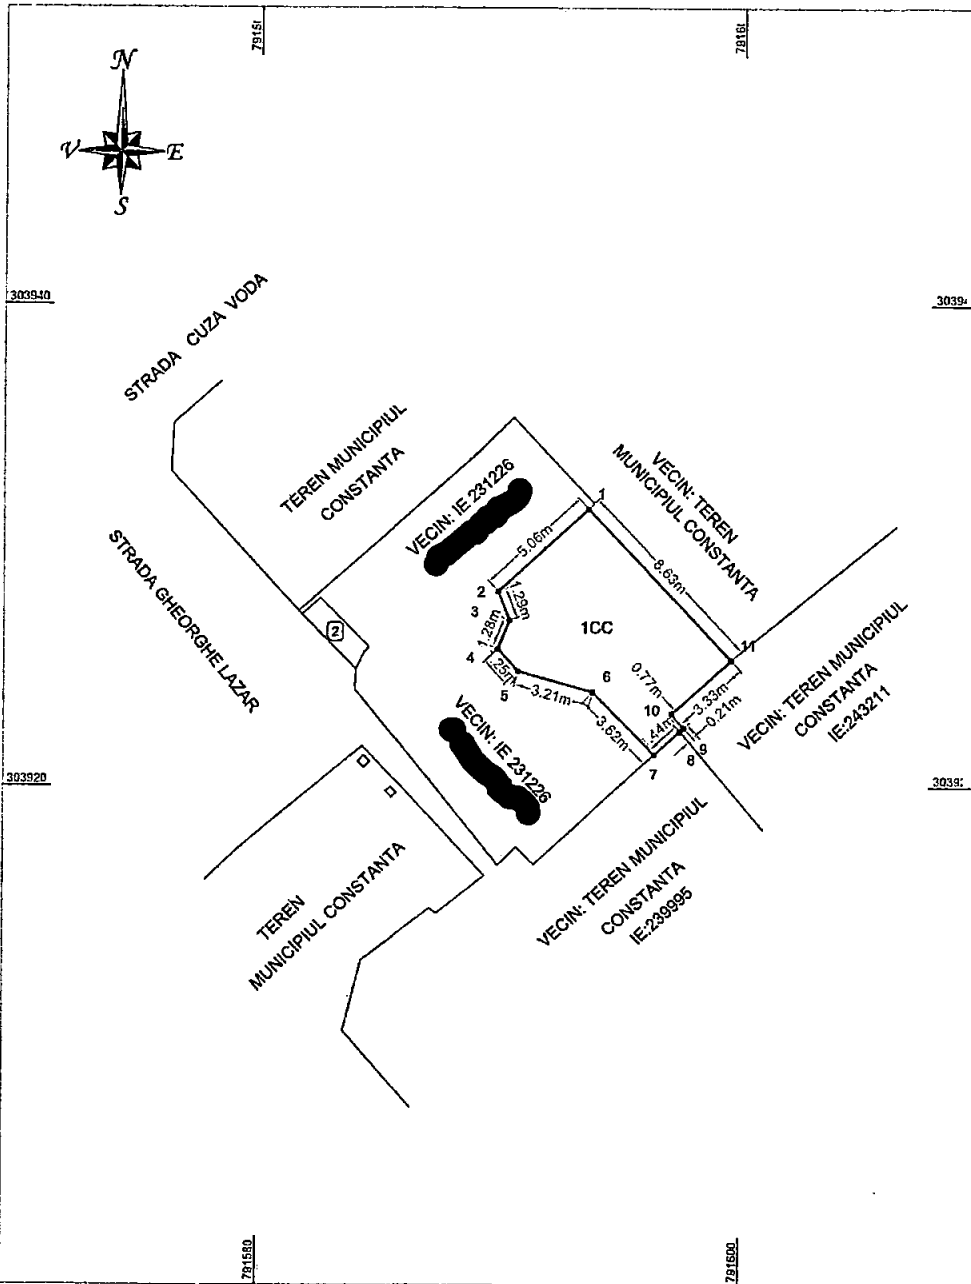 7915
7916
N
V
E
S
303940
3039
STRADA CUZA VODA
TEREN MUNICIPIUL
CONSTANTA
VECIN: IE 231226
VECIN: TEREN
MUNICIPIUL CONSTANTA
1
5.06m
8.63m
STRADA GHEORGHE LAZAR
2
2
1.29m
3
1.28m
1CC
4
.25m
5
3.21m
6
3.62m
0.77m
11
10
3.33m
0.21m
.44m
9
8
7
VECIN: TEREN MUNICIPIUL
CONSTANTA
IE:243211
VECIN: IE 231226
303920
3039
VECIN: TEREN MUNICIPIUL
CONSTANTA
IE:239995
TEREN
MUNICIPIUL CONSTANTA
791580
791600